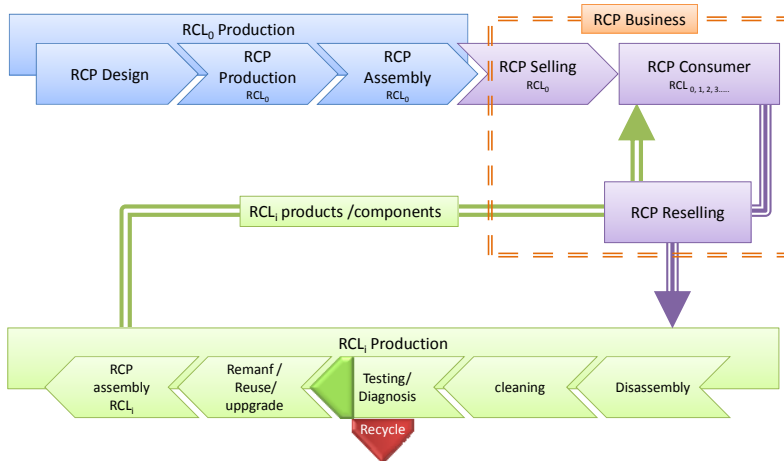 RCP Business
RCL₀ Production
RCP Design
RCP
Production
RCL₀
RCP
Assembly
RCL₀
RCP Selling
RCL₀
RCP Consumer
RCL ₀, ₁, ₂, ₃.....
RCLᵢ products /components
RCP Reselling
RCLᵢ Production
RCP
assembly
RCLᵢ
Remanf /
Reuse/
uppgrade
Testing/
Diagnosis
cleaning
Disassembly
Recycle